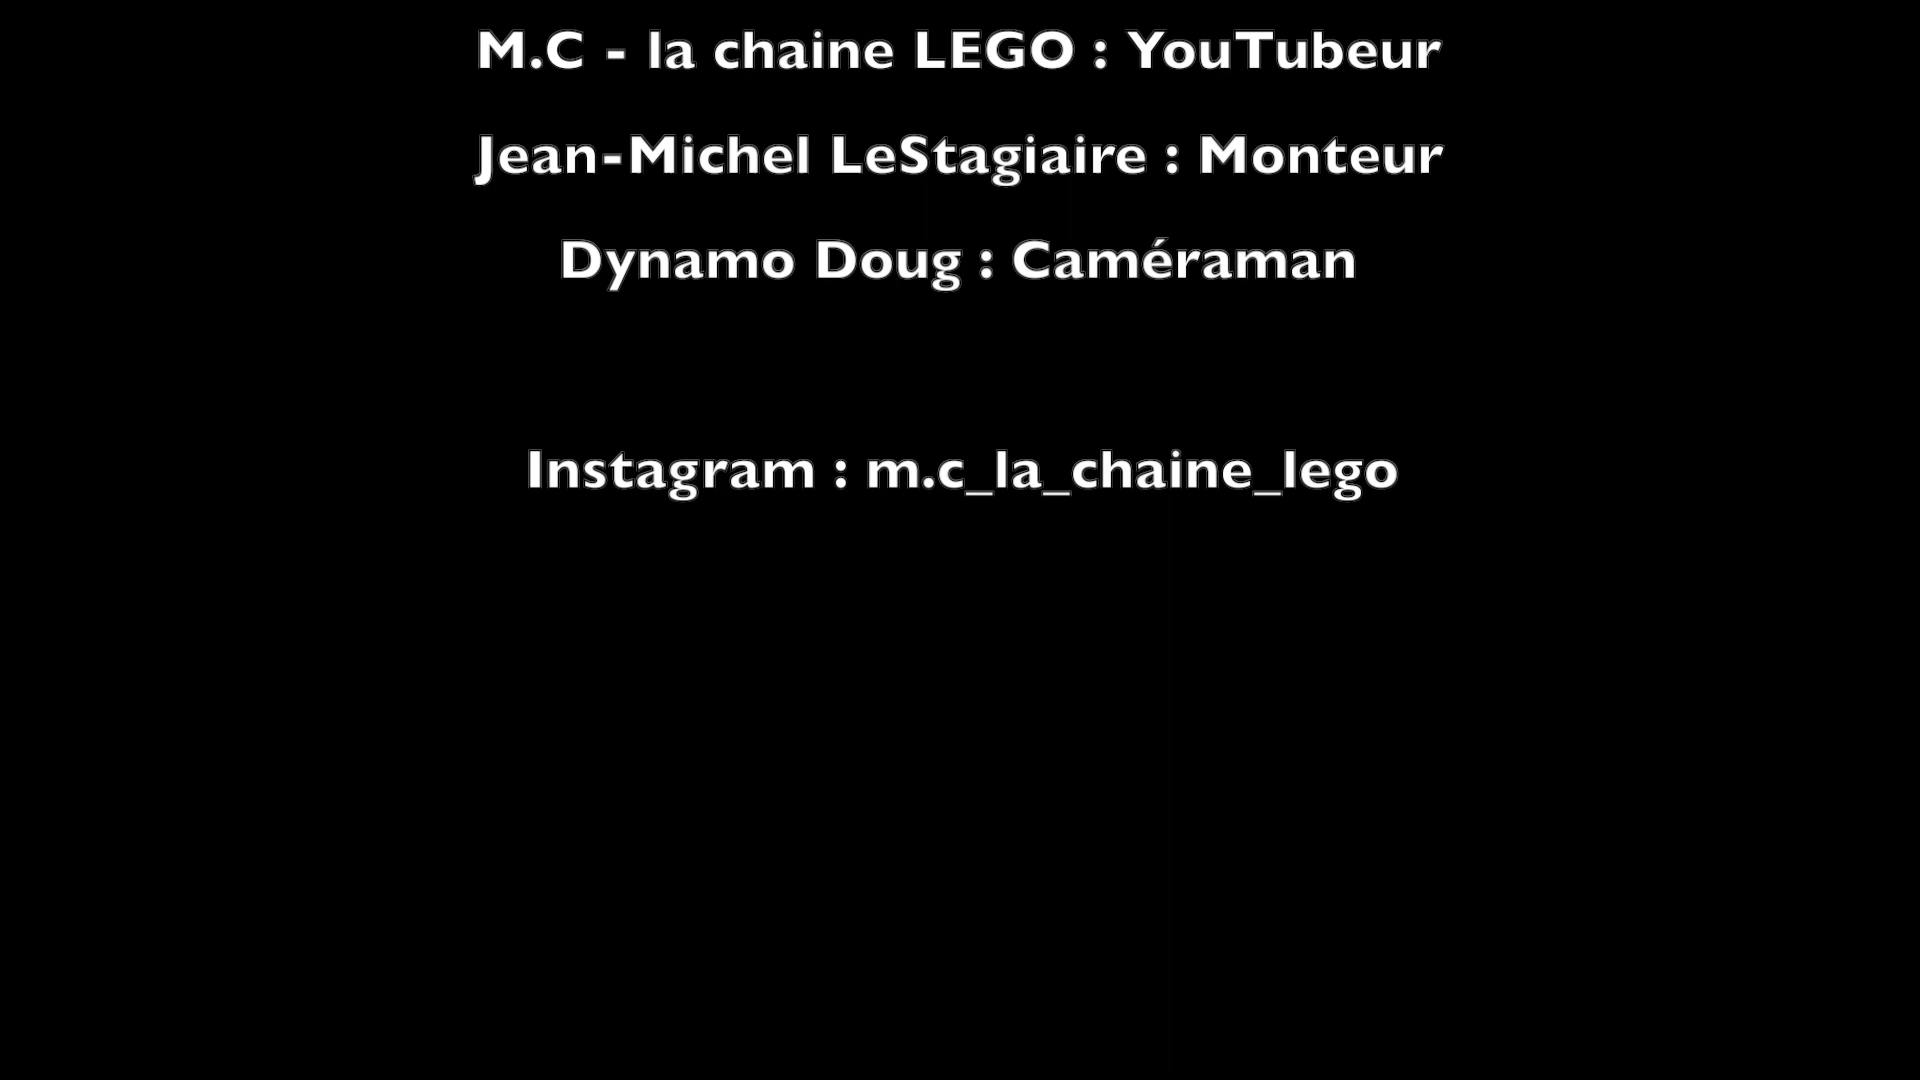 M.C - la chaine LEGO : YouTubeur
Jean-Michel LeStagiaire : Monteur
Dynamo Doug : Caméraman
Instagram : m.c_la_chaine_lego